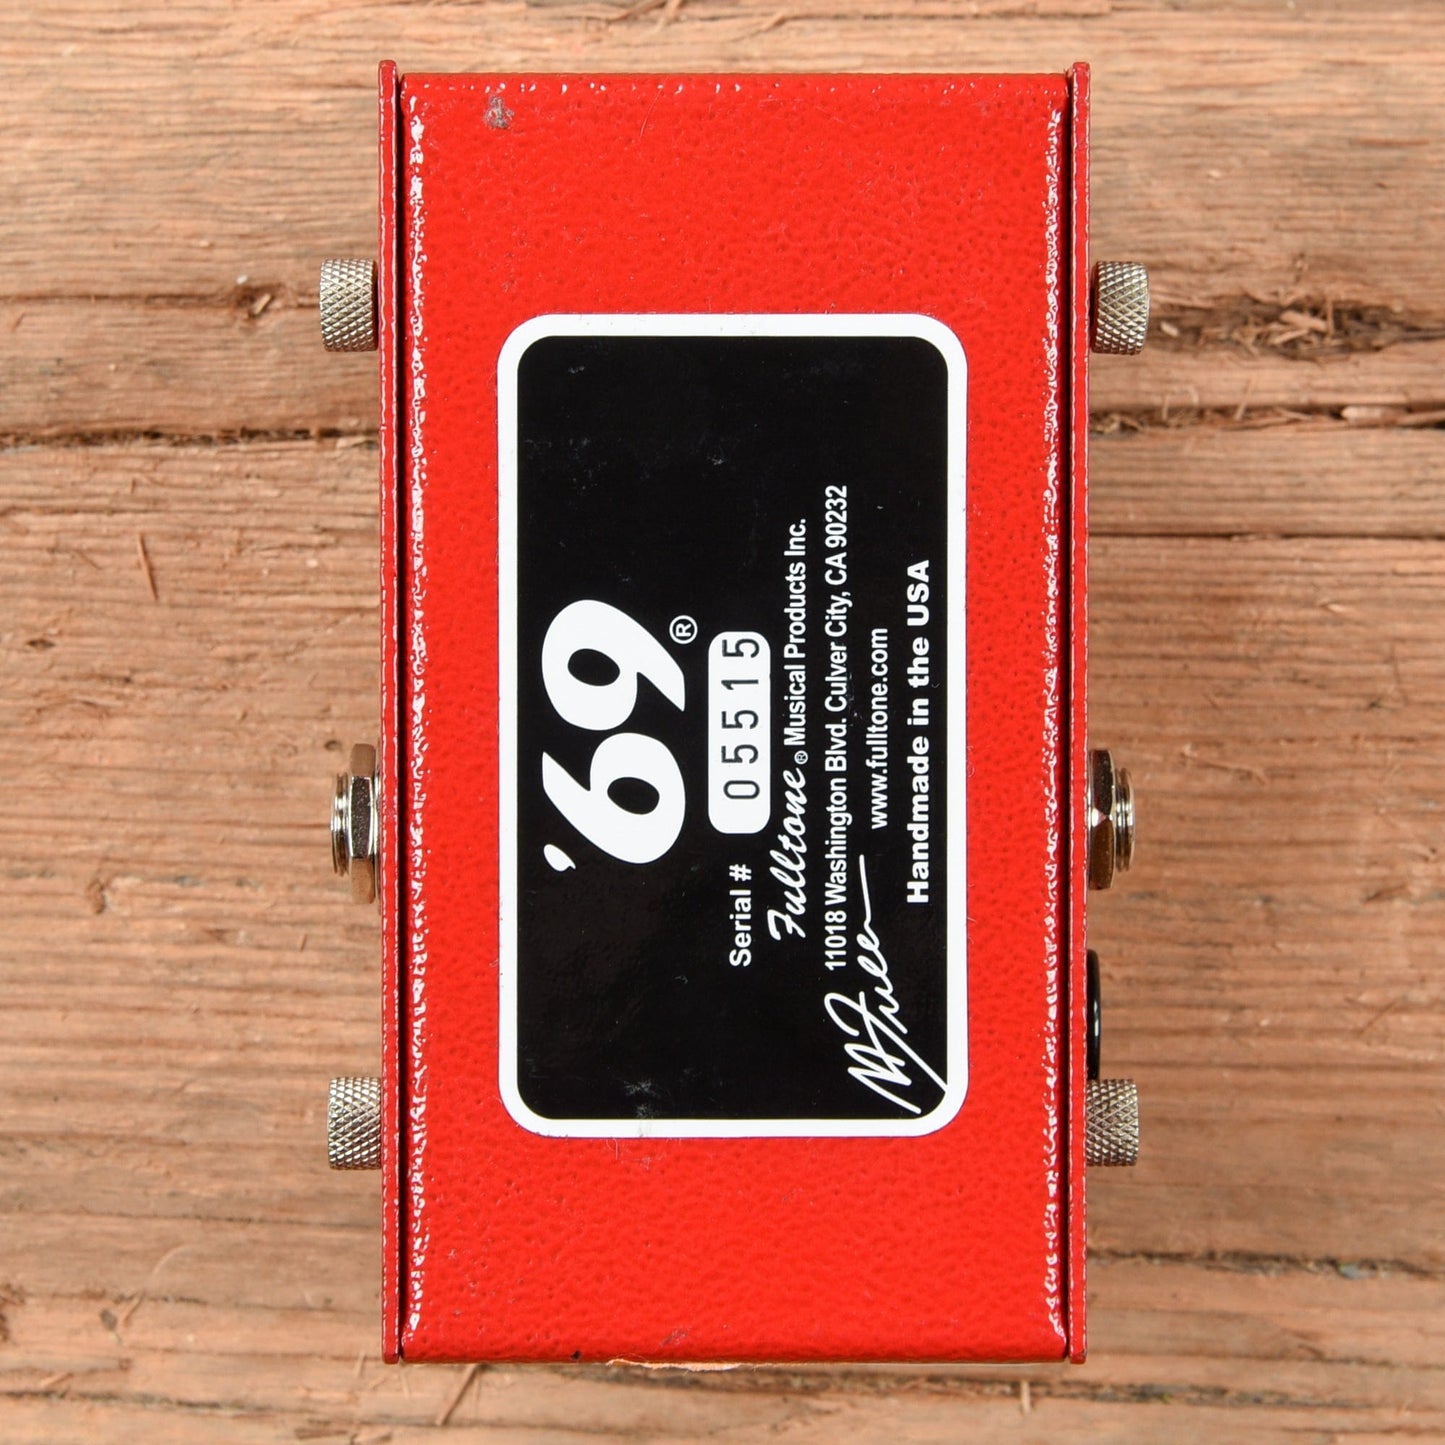 '69®
Serial # 05515
Fulltone® Musical Products Inc.
11018 Washington Blvd. Culver City, CA 90232
www.fulltone.com
Handmade in the USA
M Fuller